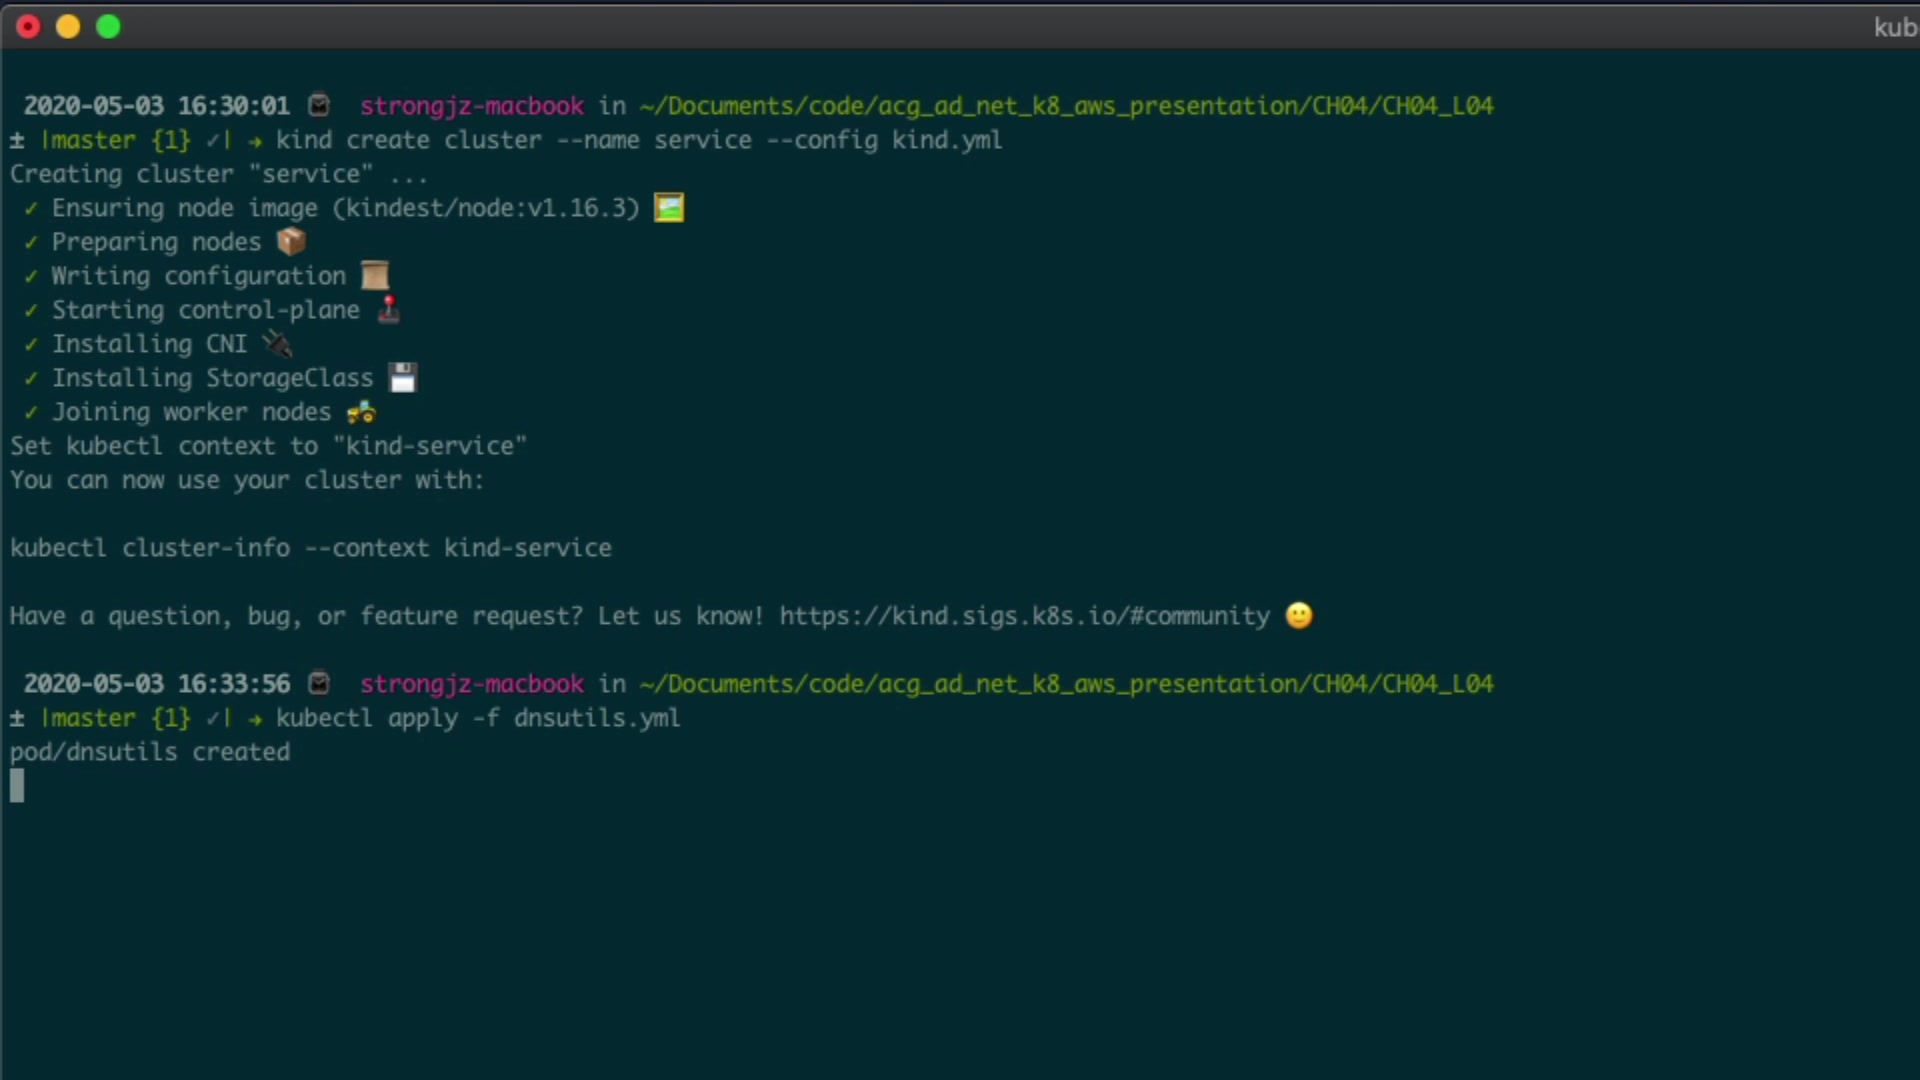 kub
2020-05-03 16:30:01 strongjz-macbook in ~/Documents/code/acg_ad_net_k8_aws_presentation/CH04/CH04_L04
± |master {1} ✓| → kind create cluster --name service --config kind.yml
Creating cluster "service" ...
✓ Ensuring node image (kindest/node:v1.16.3) 🖼
✓ Preparing nodes 📦
✓ Writing configuration 📜
✓ Starting control-plane 🕹
✓ Installing CNI 🔌
✓ Installing StorageClass 💾
✓ Joining worker nodes 🚜
Set kubectl context to "kind-service"
You can now use your cluster with:
kubectl cluster-info --context kind-service
Have a question, bug, or feature request? Let us know! https://kind.sigs.k8s.io/#community 🙂
2020-05-03 16:33:56 strongjz-macbook in ~/Documents/code/acg_ad_net_k8_aws_presentation/CH04/CH04_L04
± |master {1} ✓| → kubectl apply -f dnsutils.yml
pod/dnsutils created